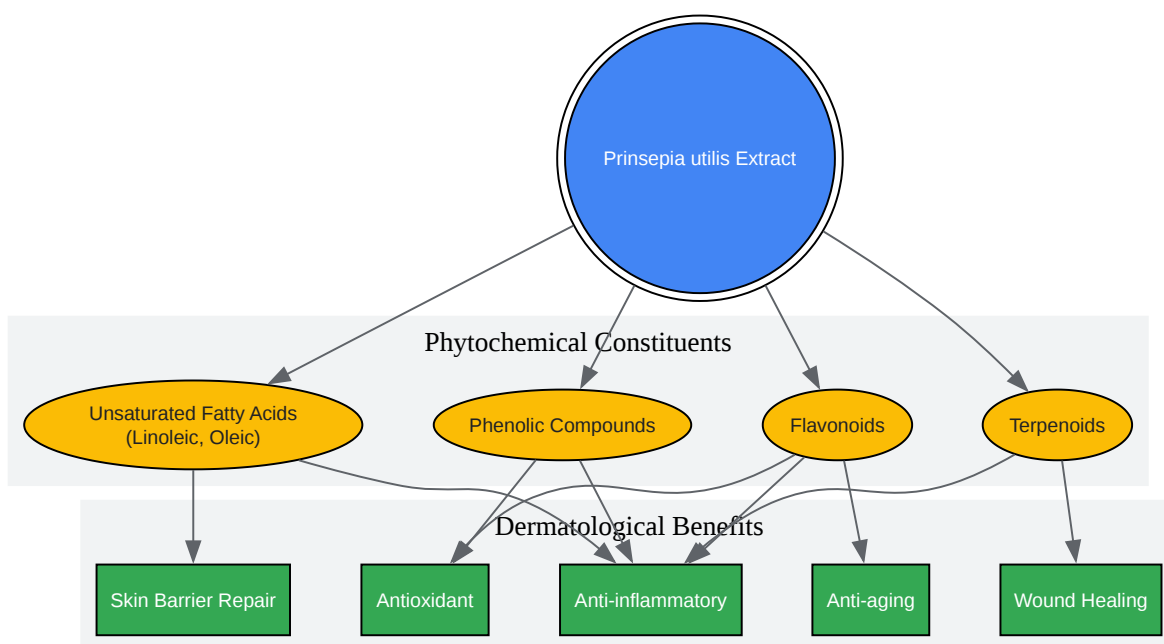 Prinsepia utilis Extract
Phytochemical Constituents
Unsaturated Fatty Acids
(Linoleic, Oleic)
Phenolic Compounds
Flavonoids
Terpenoids
Dermatological Benefits
Skin Barrier Repair
Antioxidant
Anti-inflammatory
Anti-aging
Wound Healing